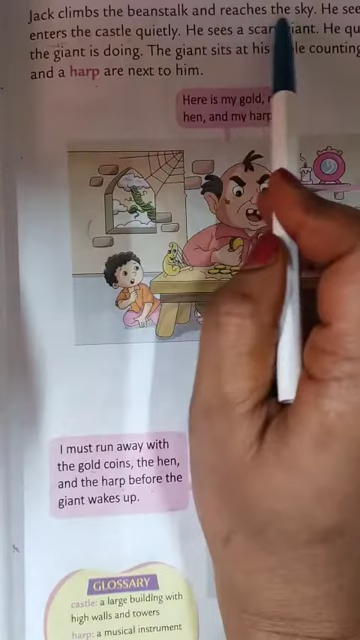 Jack climbs the beanstalk and reaches the sky. He see
enters the castle quietly. He sees a scar giant. He qu
the giant is doing. The giant sits at his counting
and a harp are next to him.
Here is my gold,
hen, and my harp
I must run away with
the gold coins, the hen,
and the harp before the
giant wakes up.
GLOSSARY
castle: a large building with
high walls and towers
harp: a musical instrument